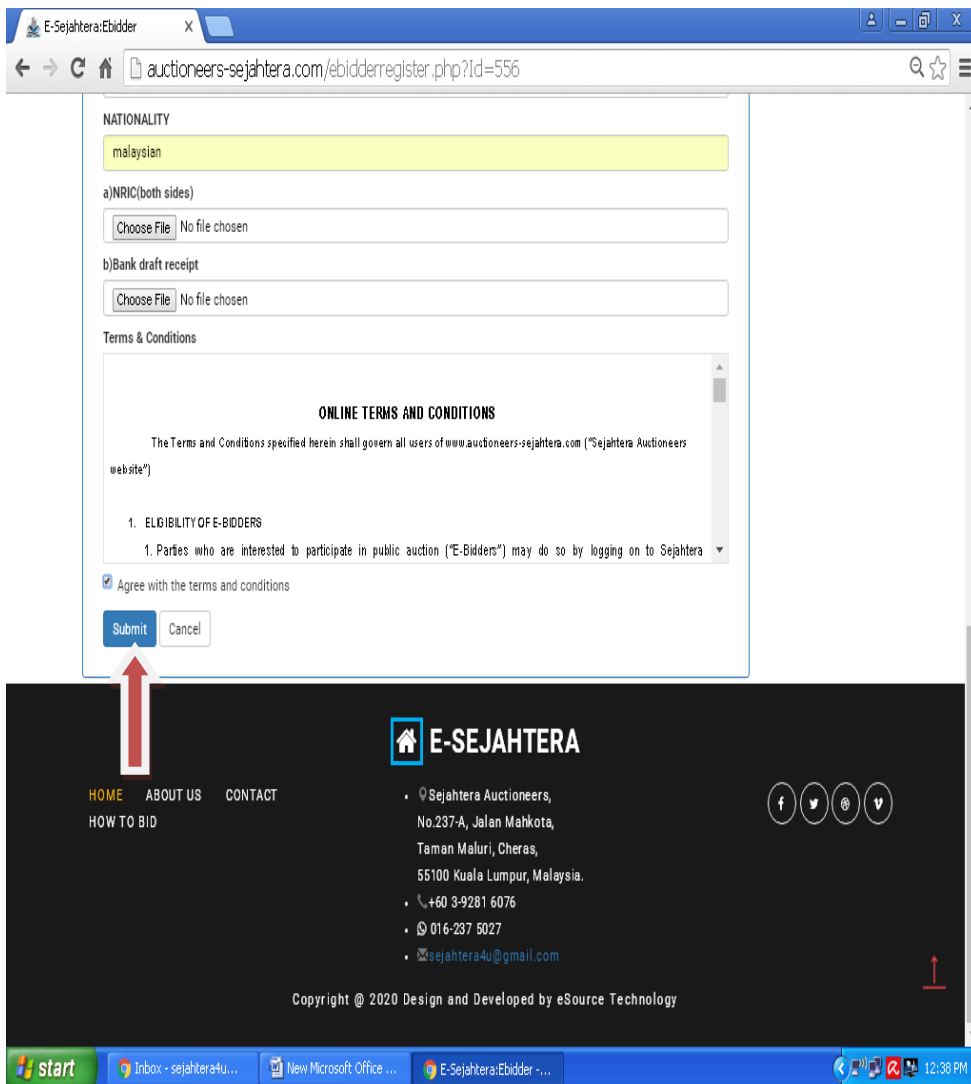 E-Sejahtera:Ebidder
auctioneers-sejahtera.com/ebidderregister.php?Id=556
NATIONALITY
malaysian
a)NRIC(both sides)
Choose File No file chosen
b)Bank draft receipt
Choose File No file chosen
Terms & Conditions
ONLINE TERMS AND CONDITIONS
The Terms and Conditions specified herein shall govern all users of www.auctioneers-sejahtera.com ("Sejahtera Auctioneers
website")
1. ELIGIBILITY OF E-BIDDERS
1. Parties who are interested to participate in public auction ("E-Bidders") may do so by logging on to Sejahtera
Agree with the terms and conditions
Submit Cancel
E-SEJAHTERA
HOME ABOUT US CONTACT
HOW TO BID
Sejahtera Auctioneers,
No.237-A, Jalan Mahkota,
Taman Maluri, Cheras,
55100 Kuala Lumpur, Malaysia.
+60 3-9281 6076
016-237 5027
sejahtera4u@gmail.com
Copyright @ 2020 Design and Developed by eSource Technology
start Inbox - sejahtera4u... New Microsoft Office ... E-Sejahtera:Ebidder -... 12:38 PM